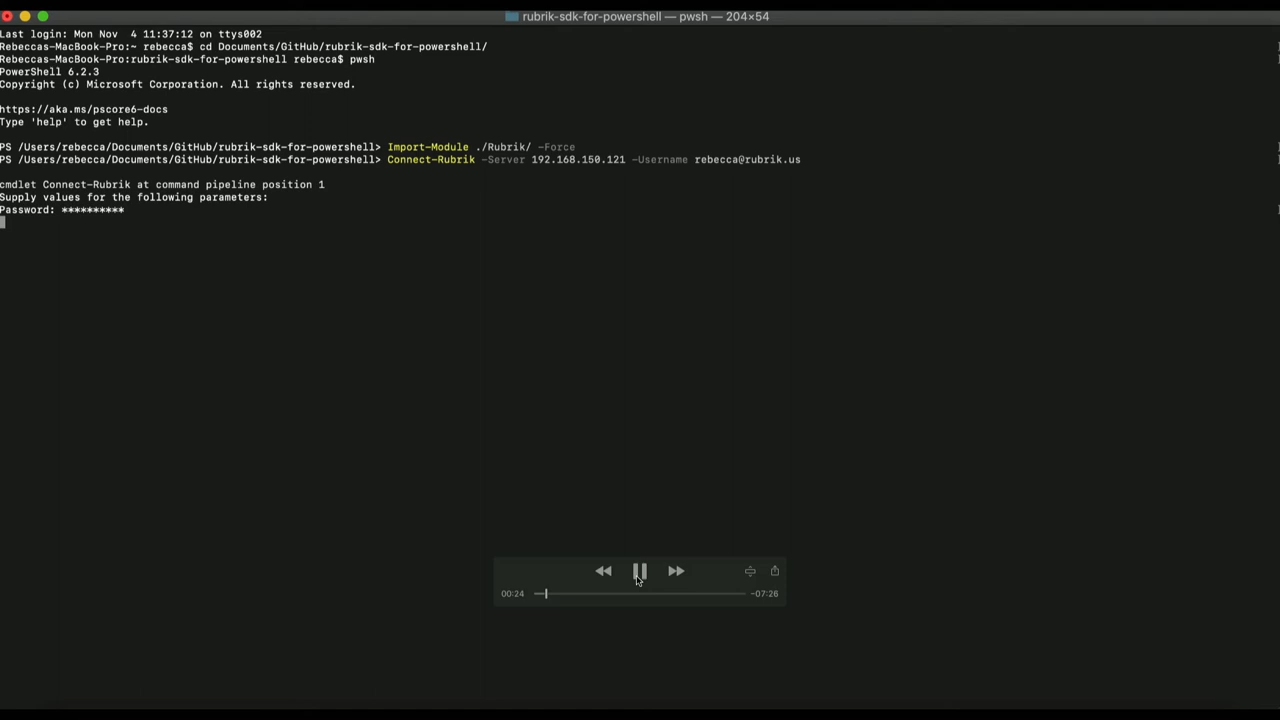 rubrik-sdk-for-powershell — pwsh — 204×54
Last login: Mon Nov  4 11:37:12 on ttys002
Rebeccas-MacBook-Pro:~ rebecca$ cd Documents/GitHub/rubrik-sdk-for-powershell/
Rebeccas-MacBook-Pro:rubrik-sdk-for-powershell rebecca$ pwsh
PowerShell 6.2.3
Copyright (c) Microsoft Corporation. All rights reserved.
https://aka.ms/pscore6-docs
Type 'help' to get help.
PS /Users/rebecca/Documents/GitHub/rubrik-sdk-for-powershell> Import-Module ./Rubrik/ -Force
PS /Users/rebecca/Documents/GitHub/rubrik-sdk-for-powershell> Connect-Rubrik -Server 192.168.150.121 -Username rebecca@rubrik.us
cmdlet Connect-Rubrik at command pipeline position 1
Supply values for the following parameters:
Password: **********
00:24 -07:26